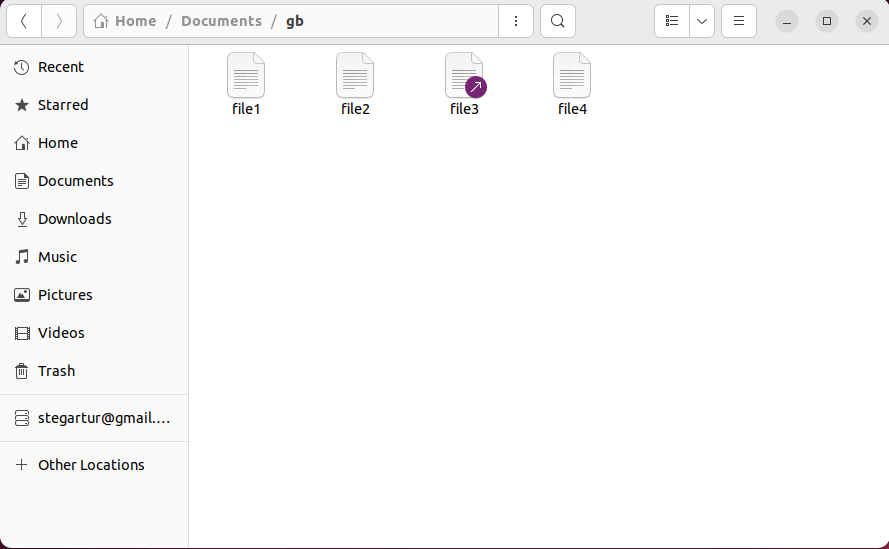 Home / Documents / gb
Recent
Starred
Home
Documents
Downloads
Music
Pictures
Videos
Trash
stegartur@gmail....
Other Locations
file1
file2
file3
file4